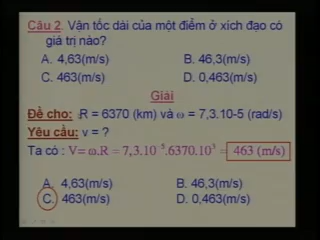 Câu 2. Vận tốc dài của một điểm ở xích đạo có
giá trị nào?
A. 4,63(m/s) B. 46,3(m/s)
C. 463(m/s) D. 0,463(m/s)
Giải
Đề cho: R = 6370 (km) và ω = 7,3.10-5 (rad/s)
Yêu cầu: v = ?
Ta có : V= ω.R = 7,3.10⁻⁵.6370.10³ = 463 (m/s)
A. 4,63(m/s) B. 46,3(m/s)
C. 463(m/s) D. 0,463(m/s)